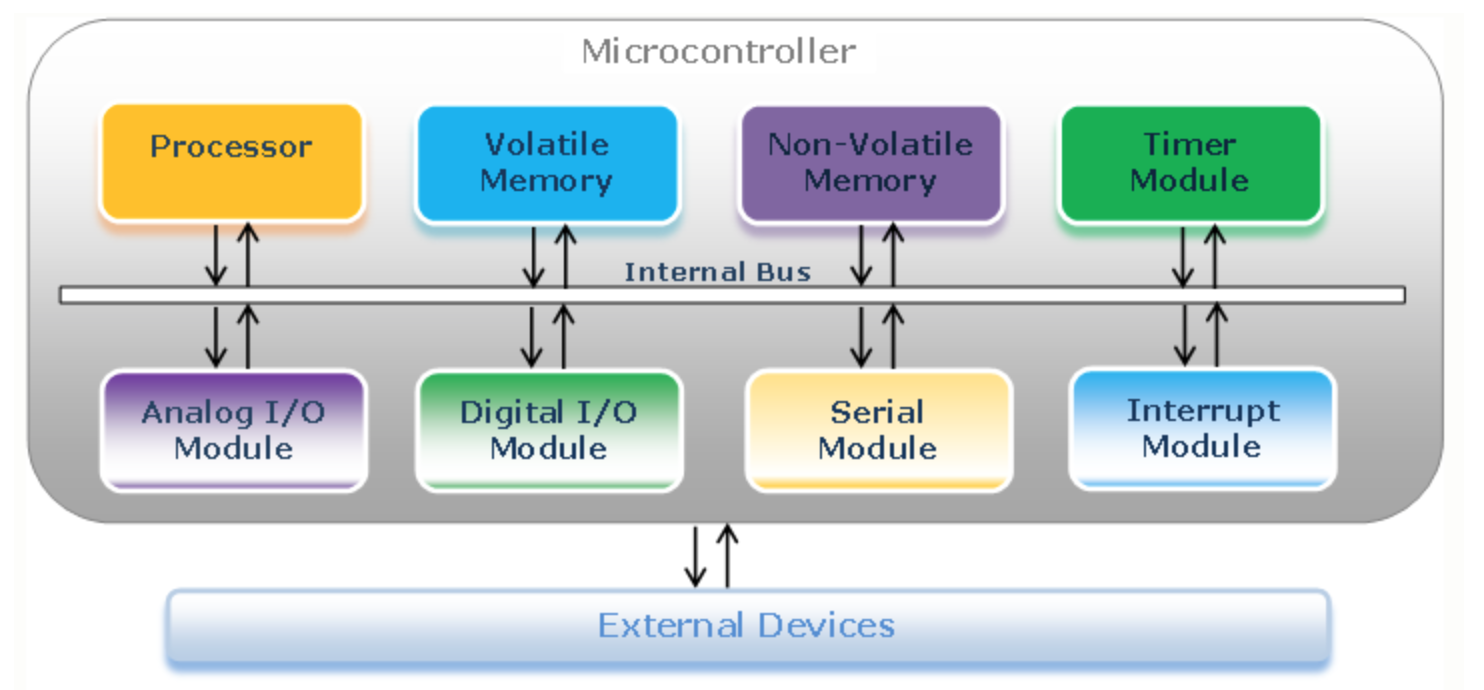 Microcontroller
Processor
Volatile
Memory
Non-Volatile
Memory
Timer
Module
Internal Bus
Analog I/O
Module
Digital I/O
Module
Serial
Module
Interrupt
Module
External Devices